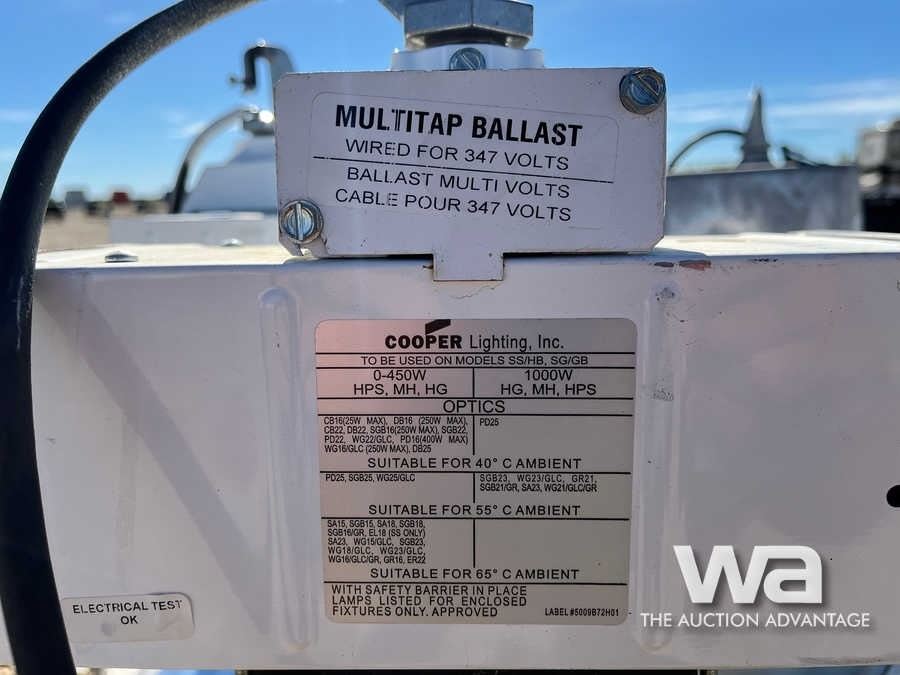 MULTITAP BALLAST
WIRED FOR 347 VOLTS
BALLAST MULTI VOLTS
CABLE POUR 347 VOLTS
COOPER Lighting, Inc.
TO BE USED ON MODELS SS/HB, SG/GB
0-450W
HPS, MH, HG
1000W
HG, MH, HPS
OPTICS
CB16(25W MAX), DB16 (250W MAX),
CB22, DB22, SGB16(250W MAX), SGB22,
PD22, WG22/GLC, PD16(400W MAX)
WG16/GLC (250W MAX), DB25
PD25
SUITABLE FOR 40° C AMBIENT
PD25, SGB25, WG25/GLC
SGB23, WG23/GLC, GR21,
SGB21/GR, SA23, WG21/GLC/GR
SUITABLE FOR 55° C AMBIENT
SA15, SGB15, SA18, SGB18,
SGB16/GR, EL18 (SS ONLY)
SA23, WG15/GLC, SGB23,
WG18/GLC, WG23/GLC,
WG16/GLC/GR, GR16, ER22
SUITABLE FOR 65° C AMBIENT
WITH SAFETY BARRIER IN PLACE
LAMPS LISTED FOR ENCLOSED
FIXTURES ONLY. APPROVED
LABEL #5009B72H01
ELECTRICAL TEST
OK
wa
THE AUCTION ADVANTAGE